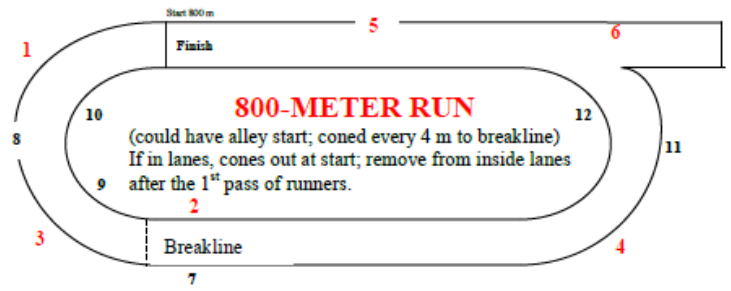 Start 800 m
5
6
1
Finish
10
800-METER RUN
12
8
(could have alley start; coned every 4 m to breakline)
11
If in lanes, cones out at start; remove from inside lanes
9
after the 1st pass of runners.
2
3
Breakline
4
7